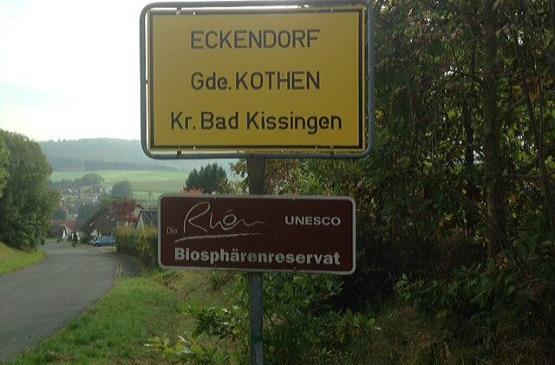 ECKENDORF
Gde. KOTHEN
Kr. Bad Kissingen
Die Rhön UNESCO
Biosphärenreservat